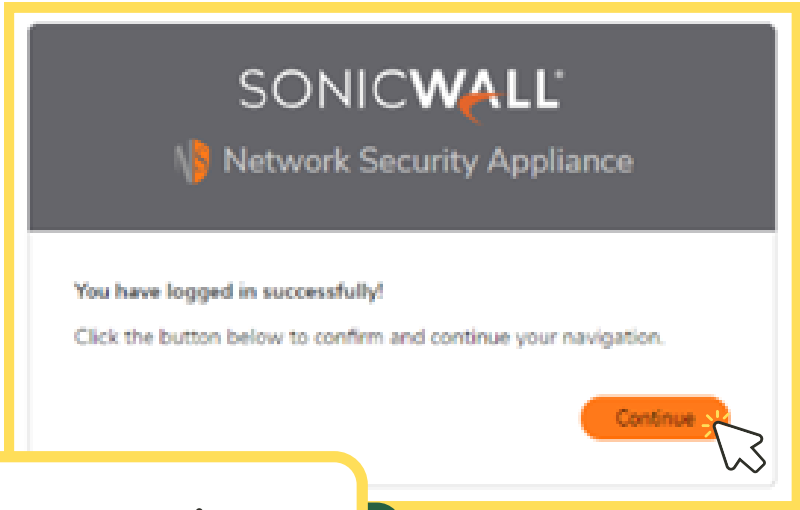 SONICWALL®
Network Security Appliance
You have logged in successfully!
Click the button below to confirm and continue your navigation.
Continue